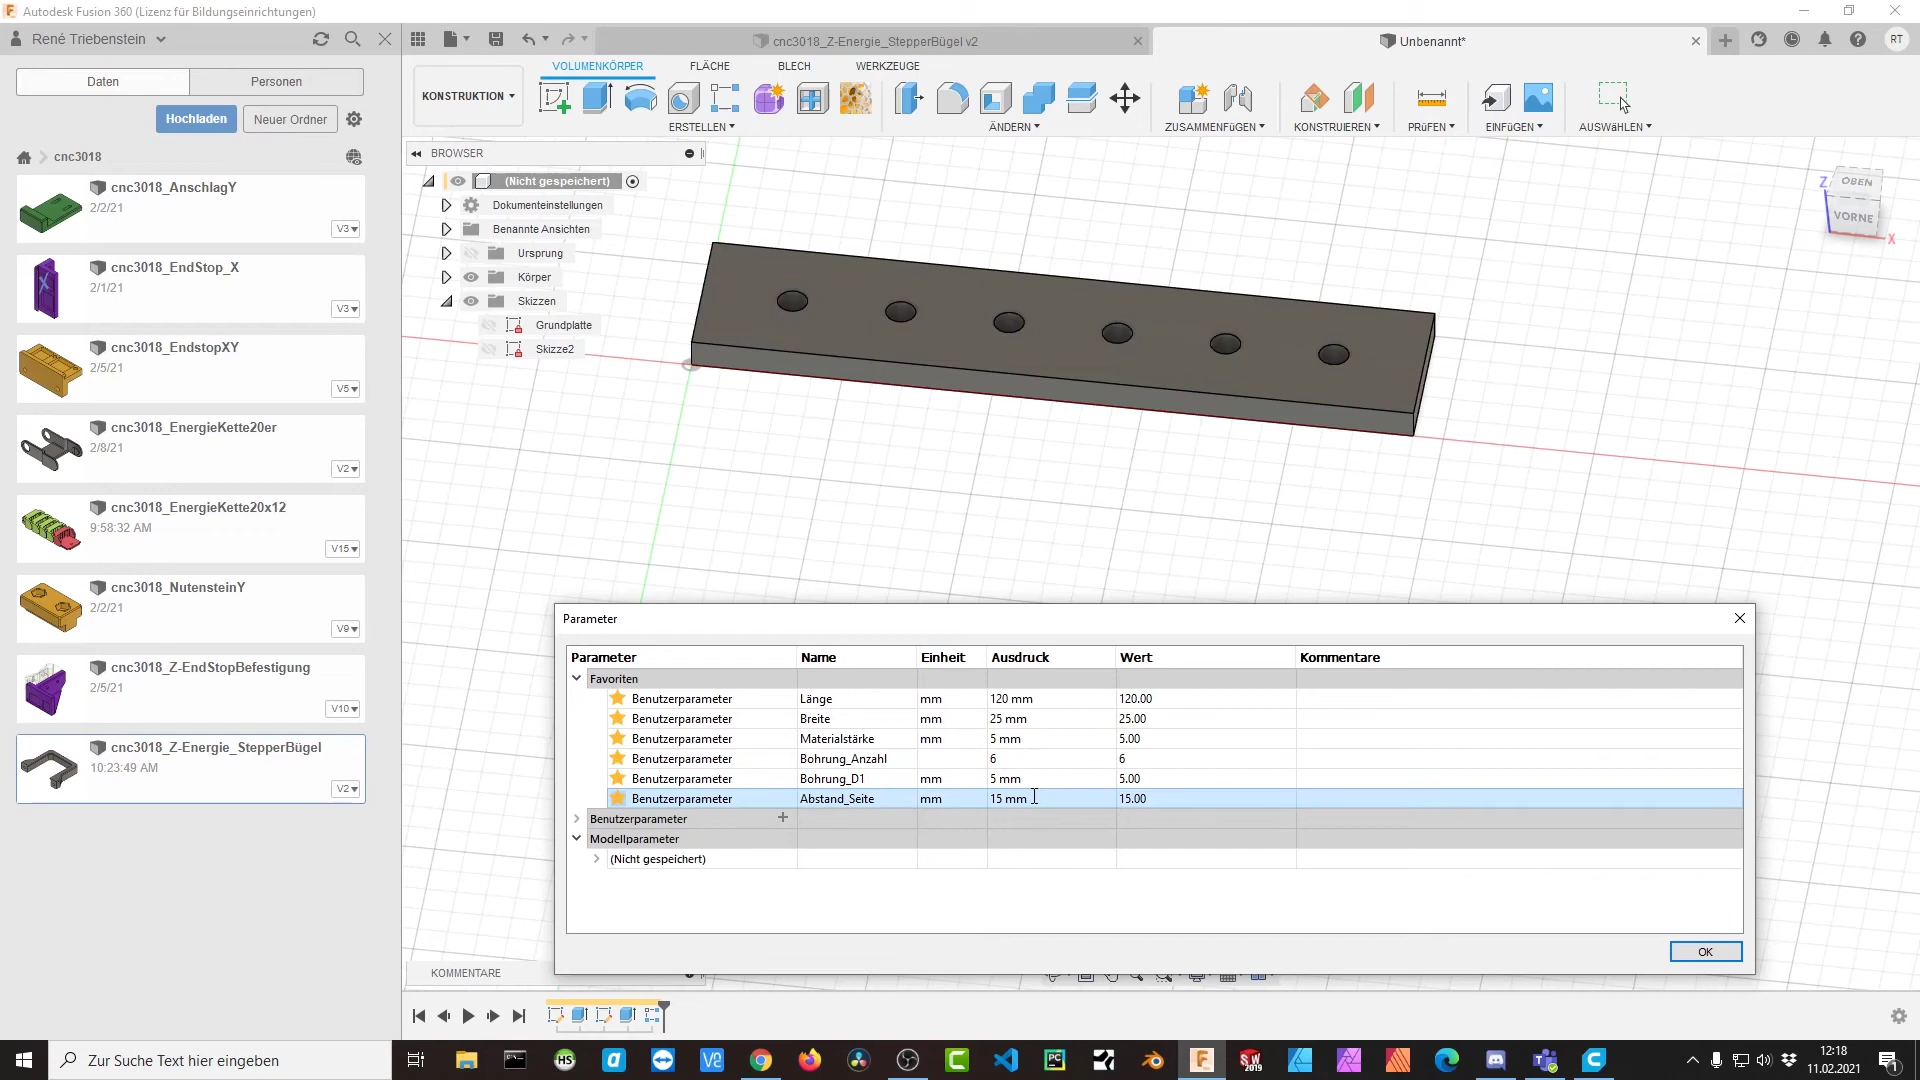 Autodesk Fusion 360 (Lizenz für Bildungseinrichtungen)
René Triebenstein
Daten
Personen
Hochladen
Neuer Ordner
cnc3018
cnc3018_AnschlagY
2/2/21
V3
cnc3018_EndStop_X
2/1/21
V3
cnc3018_EndstopXY
2/5/21
V5
cnc3018_EnergieKette20er
2/8/21
V2
cnc3018_EnergieKette20x12
9:58:32 AM
V15
cnc3018_NutensteinY
2/2/21
V9
cnc3018_Z-EndStopBefestigung
2/5/21
V10
cnc3018_Z-Energie_StepperBügel
10:23:49 AM
V2
cnc3018_Z-Energie_StepperBügel v2
Unbenannt*
RT
KONSTRUKTION
VOLUMENKÖRPER
FLÄCHE
BLECH
WERKZEUGE
ERSTELLEN
ÄNDERN
ZUSAMMENFüGEN
KONSTRUIEREN
PRüFEN
EINFüGEN
AUSWäHLEN
BROWSER
(Nicht gespeichert)
Dokumenteinstellungen
Benannte Ansichten
Ursprung
Körper
Skizzen
Grundplatte
Skizze2
OBEN
VORNE
Z
X
Parameter
Parameter Name Einheit Ausdruck Wert Kommentare
Favoriten
Benutzerparameter Länge mm 120 mm 120.00
Benutzerparameter Breite mm 25 mm 25.00
Benutzerparameter Materialstärke mm 5 mm 5.00
Benutzerparameter Bohrung_Anzahl 6 6
Benutzerparameter Bohrung_D1 mm 5 mm 5.00
Benutzerparameter Abstand_Seite mm 15 mm 15.00
Benutzerparameter
Modellparameter
(Nicht gespeichert)
OK
KOMMENTARE
Zur Suche Text hier eingeben
HS
a
PC
SW
2019
12:18
11.02.2021
1